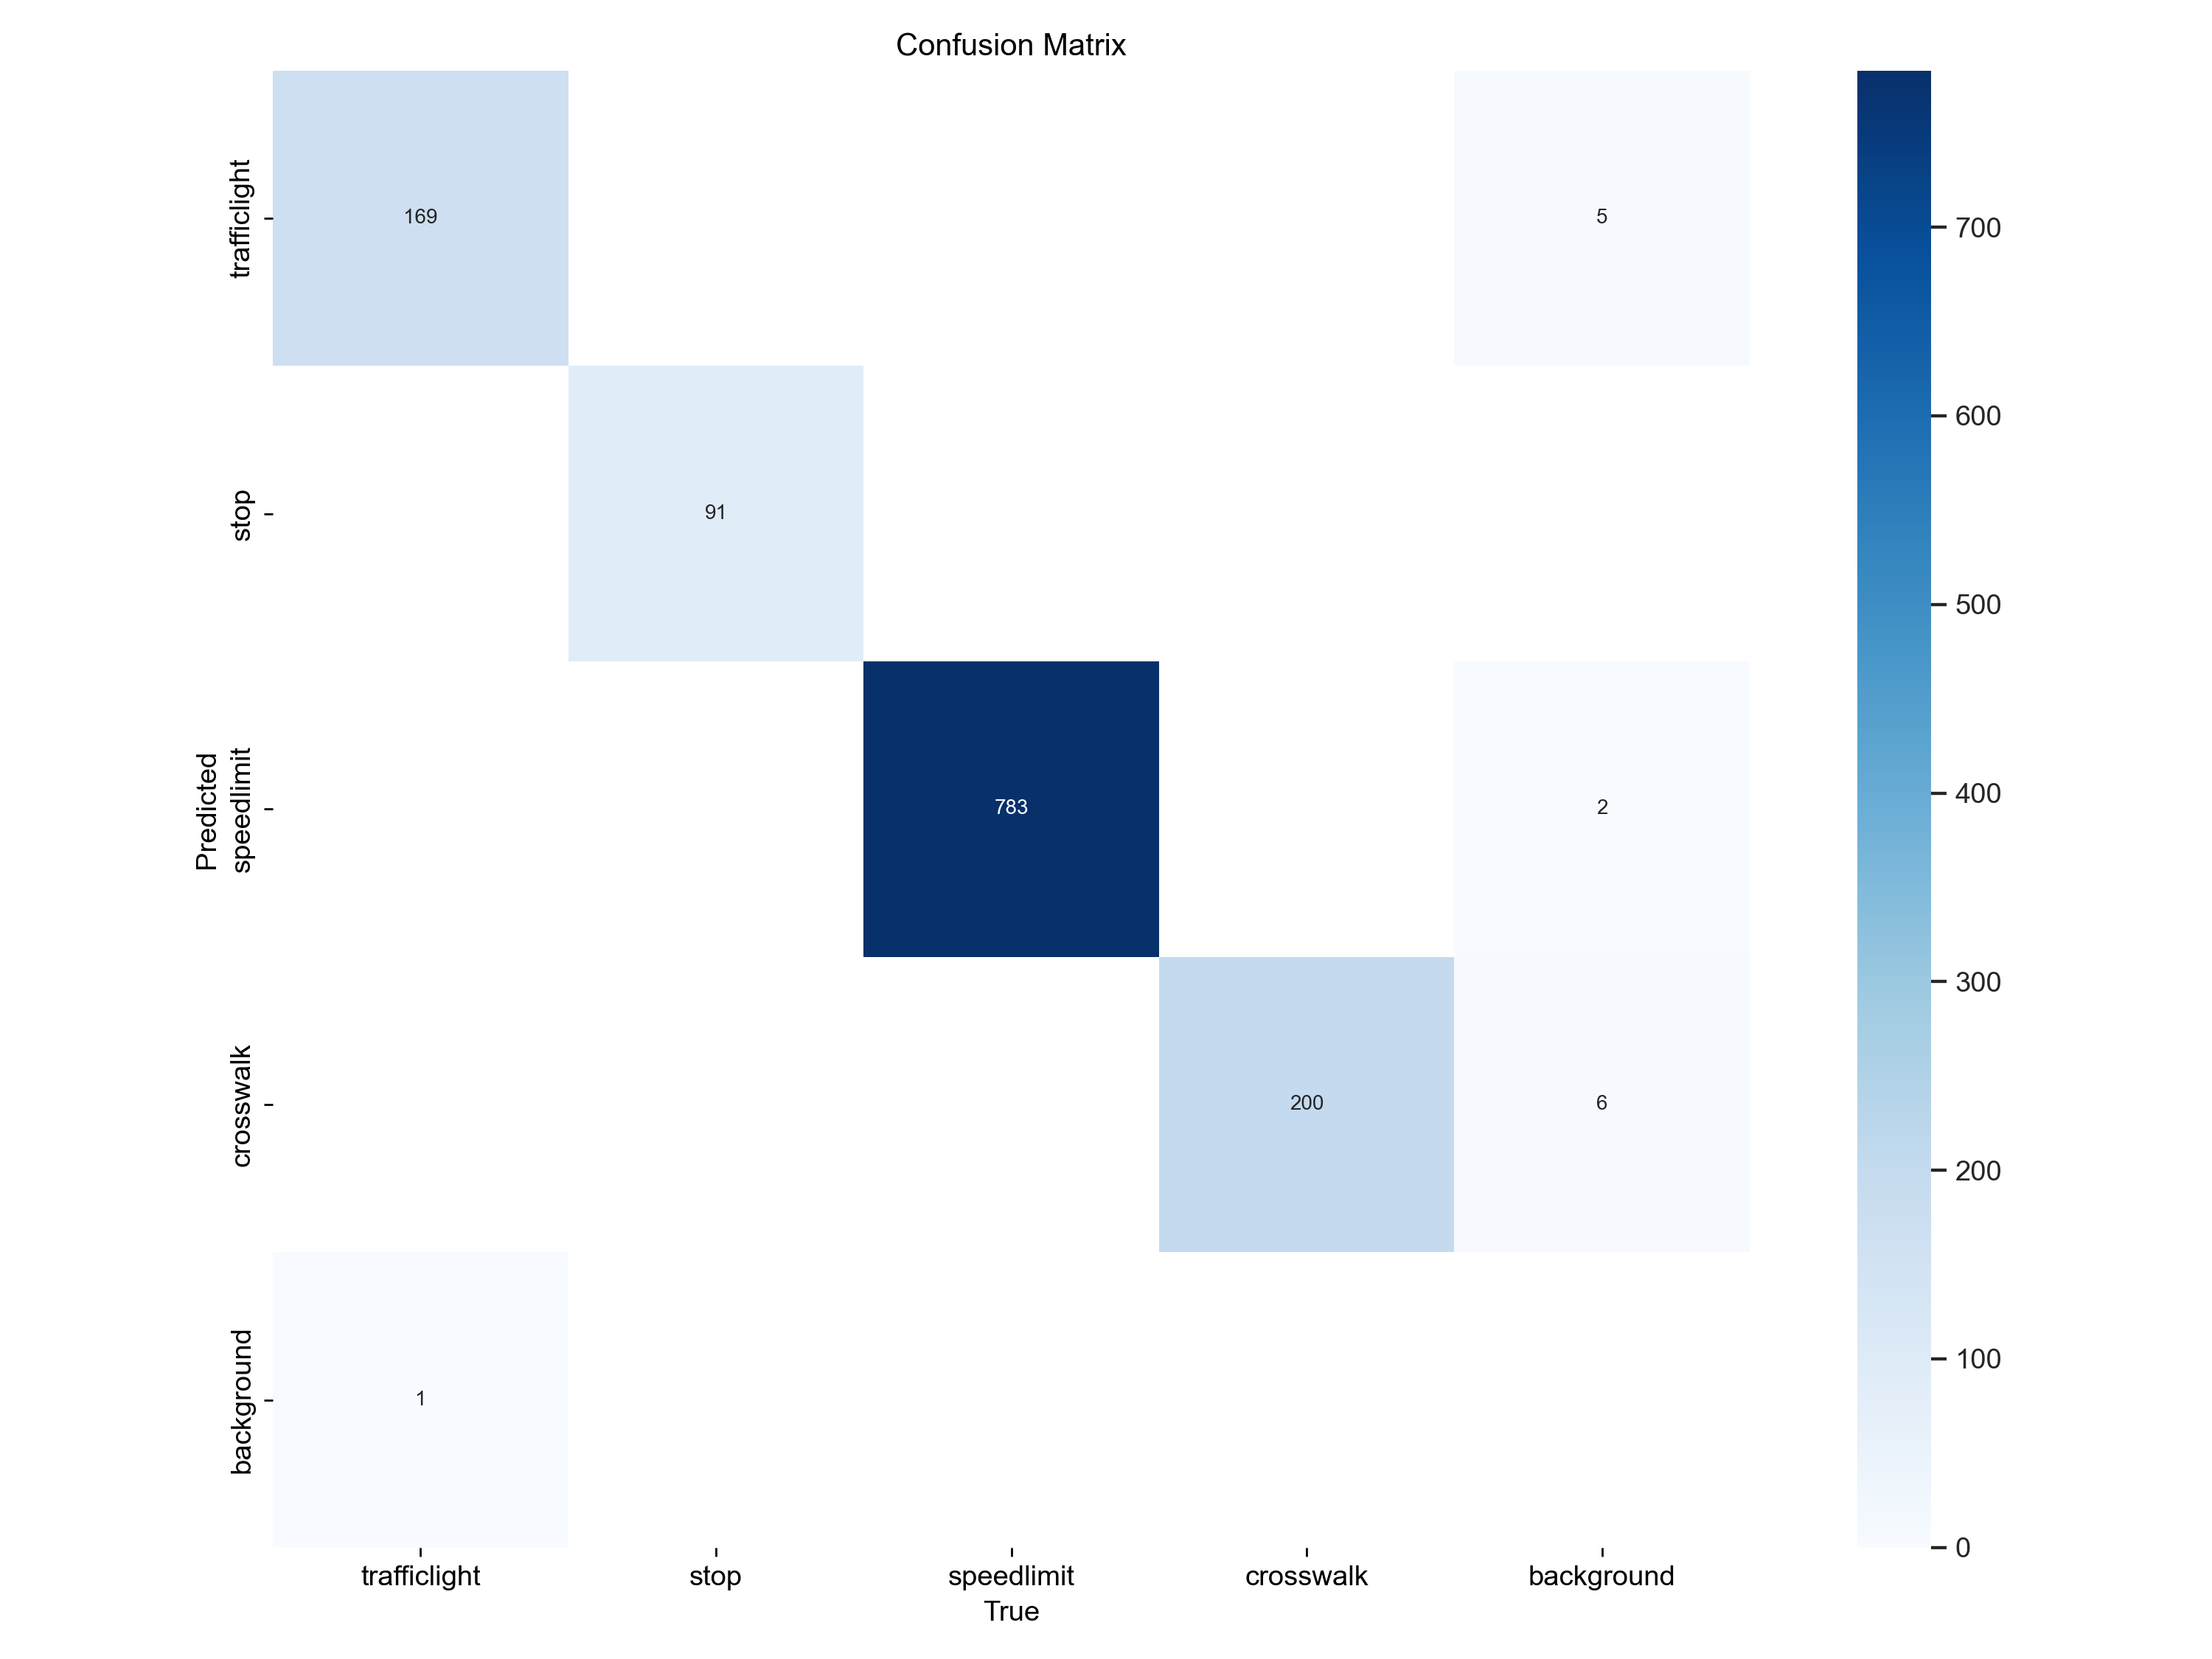 Confusion Matrix
trafficlight
169
5
700
600
stop
91
500
400
Predicted
speedlimit
783
2
300
crosswalk
200
6
200
100
background
1
0
trafficlight
stop
speedlimit
crosswalk
background
True